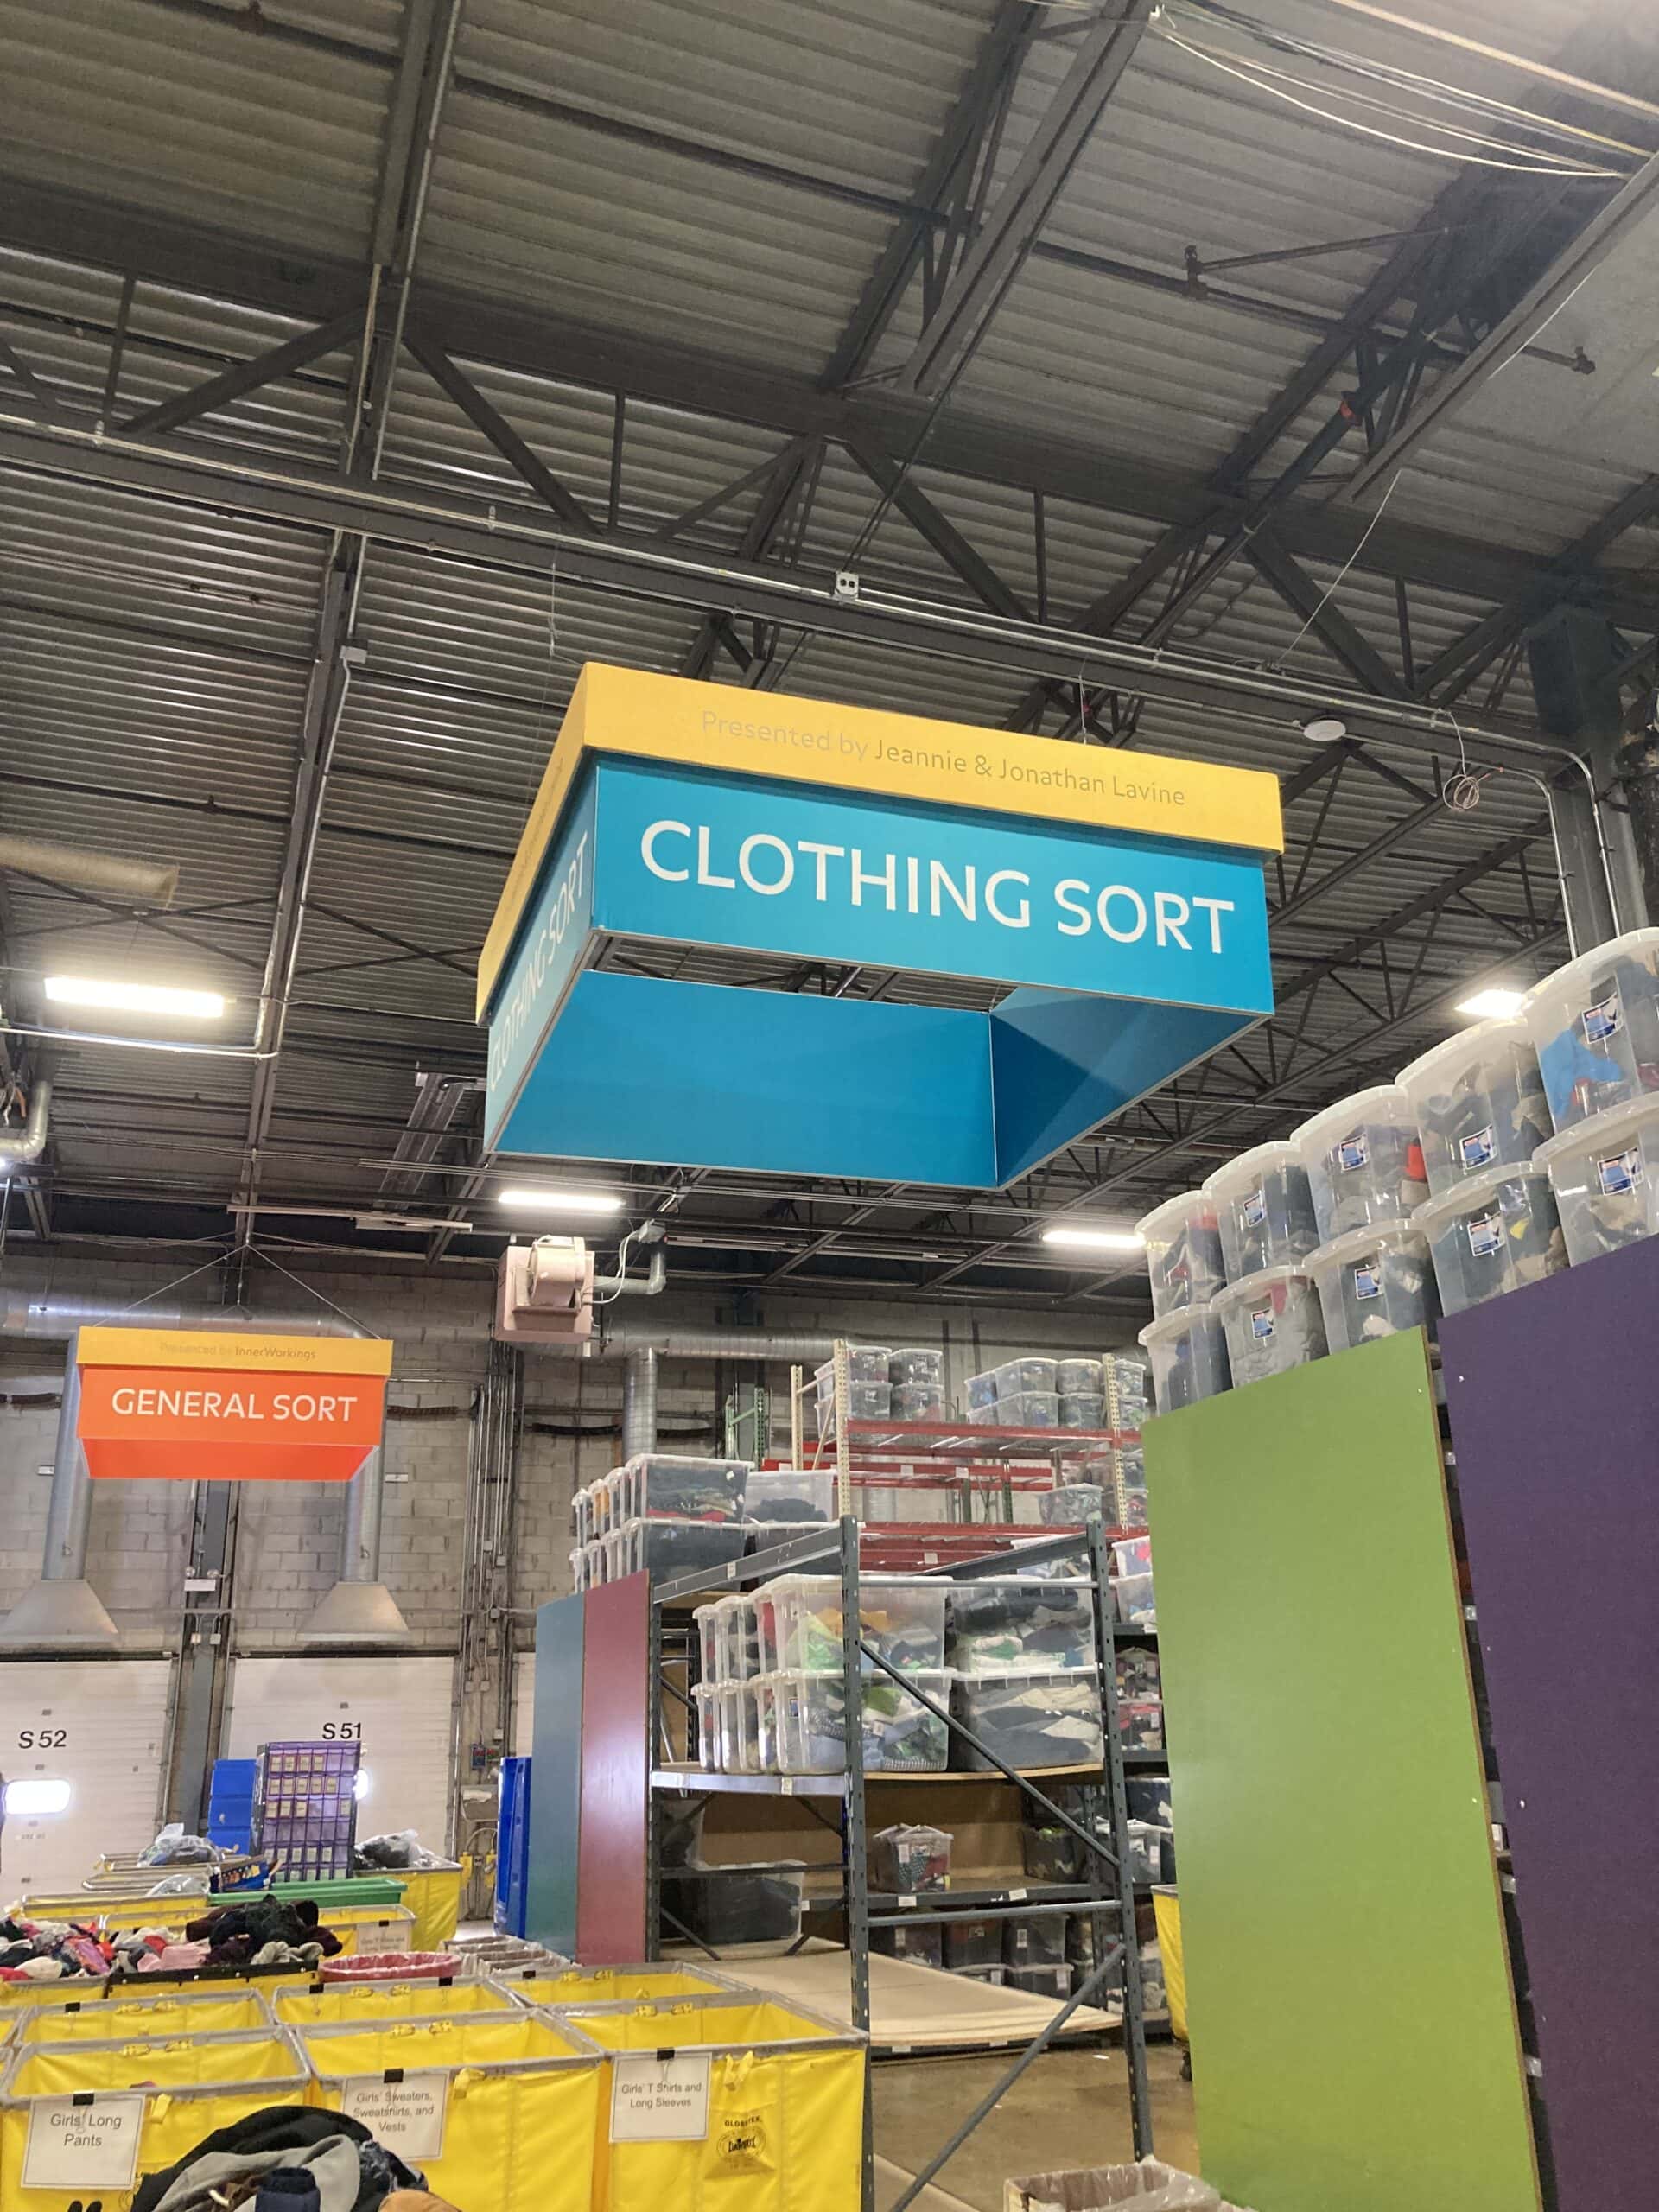 Presented by Jeannie & Jonathan Lavine
CLOTHING SORT
CLOTHING SORT
Presented by InnerWorkings
GENERAL SORT
S 52
S 51
Girls' Long
Pants
Girls' Sweaters,
Sweatshirts, and
Vests
Girls' T Shirts and
Long Sleeves